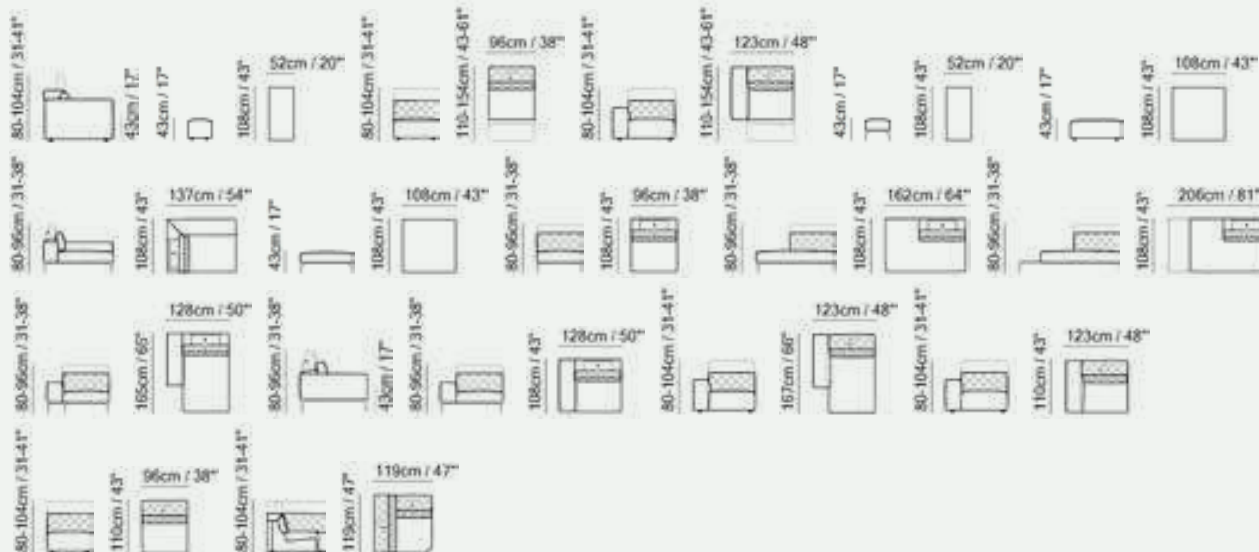 80-104cm / 31-41"
43cm / 17"
43cm / 17"
108cm / 43"
52cm / 20"'
80-104cm / 31-41"
110-154cm / 43-61"
96cm / 38"'
80-104cm / 31-41"
110-154cm / 43-61"
123cm / 48"'
43cm / 17"
108cm / 43"
52cm / 20"'
43cm / 17"
108cm / 43"
108cm / 43"'
80-96cm / 31-38"
108cm / 43"
137cm / 54"'
43cm / 17"
108cm / 43"
108cm / 43"'
80-96cm / 31-38"
108cm / 43"
96cm / 38"'
80-96cm / 31-38"
108cm / 43"
162cm / 64"'
80-96cm / 31-38"
108cm / 43"
206cm / 81"'
80-96cm / 31-38"
165cm / 66"
128cm / 50"'
80-96cm / 31-38"
43cm / 17"
80-96cm / 31-38"
108cm / 43"
128cm / 50"'
80-104cm / 31-41"
167cm / 66"
123cm / 48"'
80-104cm / 31-41"
110cm / 43"
123cm / 48"'
80-104cm / 31-41"
110cm / 43"
96cm / 38"'
80-104cm / 31-41"
119cm / 47"
119cm / 47"'